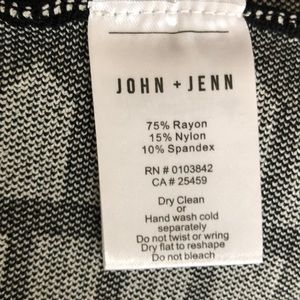 JOHN + JENN
75% Rayon
15% Nylon
10% Spandex
RN # 0103842
CA # 25459
Dry Clean
or
Hand wash cold
separately
Do not twist or wring
Dry flat to reshape
Do not bleach